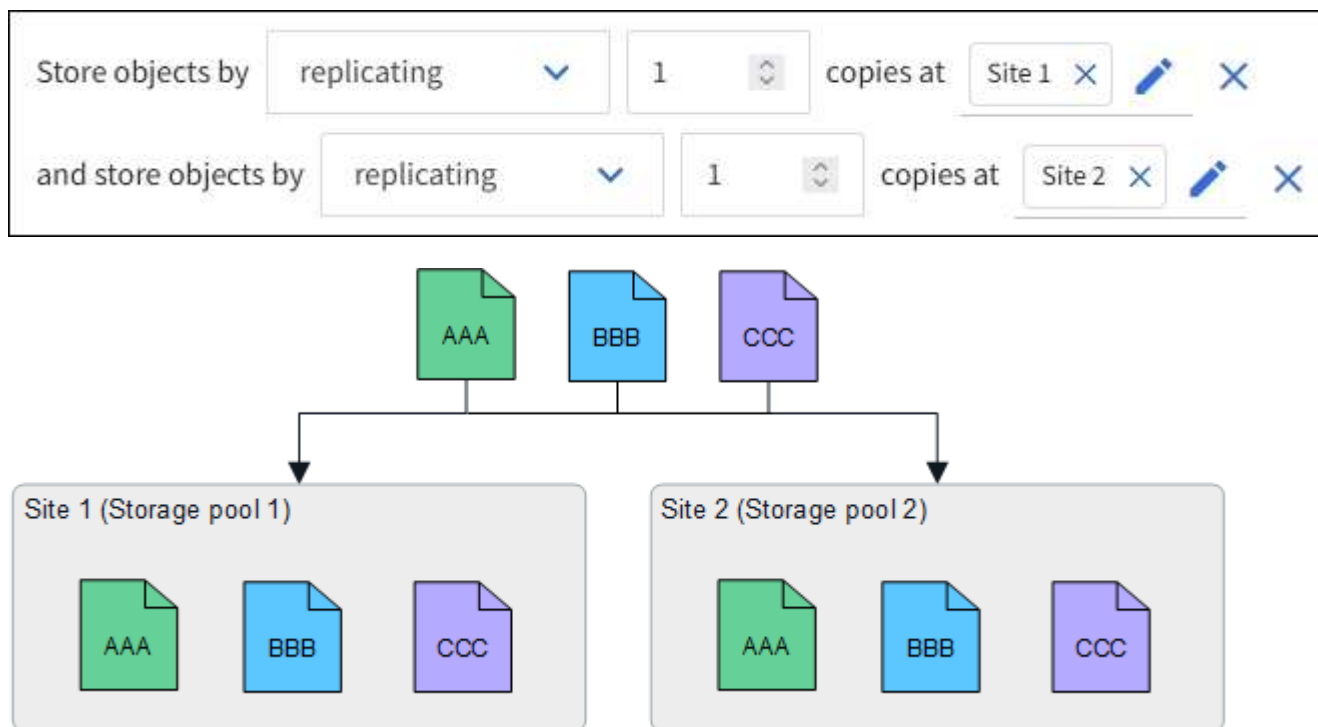 Store objects by replicating 1 copies at Site 1
and store objects by replicating 1 copies at Site 2
AAA BBB CCC
Site 1 (Storage pool 1)
AAA BBB CCC
Site 2 (Storage pool 2)
AAA BBB CCC